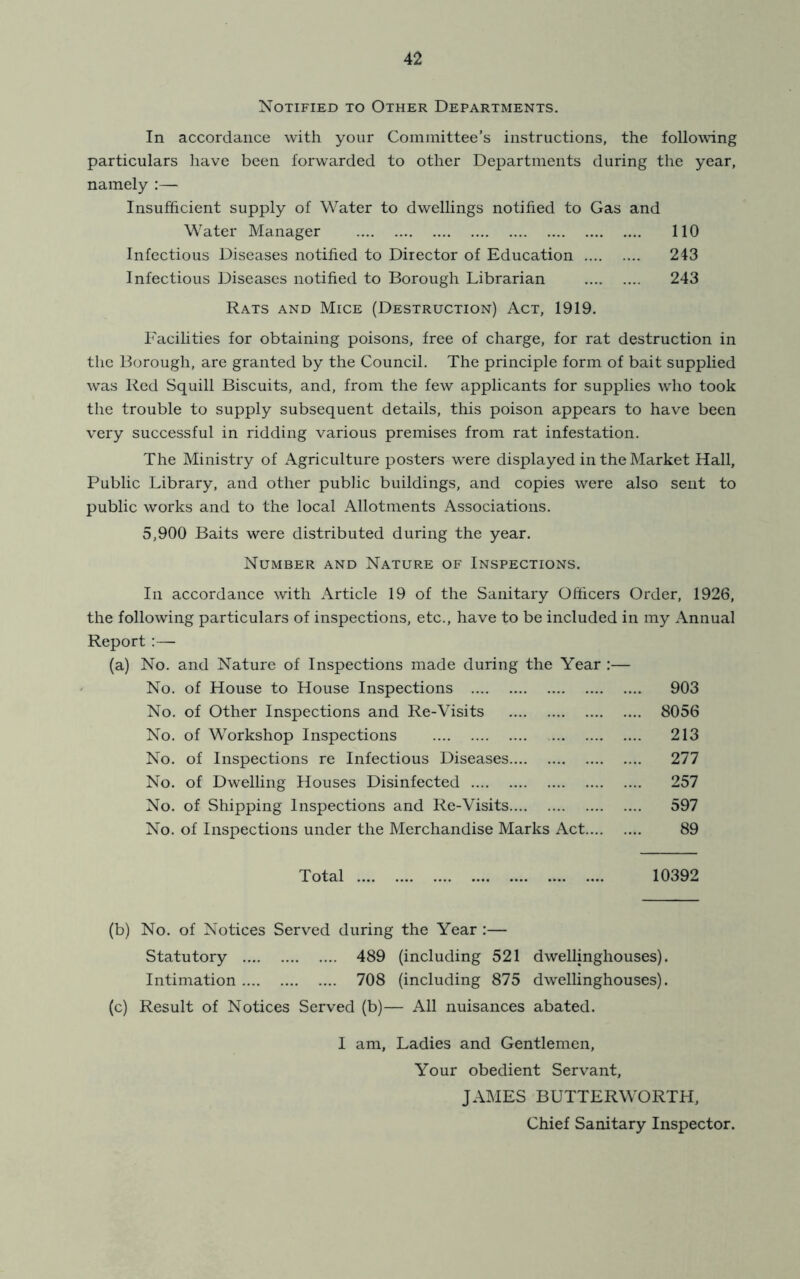 42
Notified to Other Departments.
In accordance with your Committee's instructions, the following
particulars have been forwarded to other Departments during the year,
namely :—
Insufficient supply of Water to dwellings notified to Gas and
Water Manager .... .... .... .... .... .... .... .... 110
Infectious Diseases notified to Director of Education .... .... 243
Infectious Diseases notified to Borough Librarian .... .... 243
Rats and Mice (Destruction) Act, 1919.
Facilities for obtaining poisons, free of charge, for rat destruction in
the Borough, are granted by the Council. The principle form of bait supplied
was Red Squill Biscuits, and, from the few applicants for supplies who took
the trouble to supply subsequent details, this poison appears to have been
very successful in ridding various premises from rat infestation.
The Ministry of Agriculture posters were displayed in the Market Hall,
Public Library, and other public buildings, and copies were also sent to
public works and to the local Allotments Associations.
5,900 Baits were distributed during the year.
Number and Nature of Inspections.
In accordance with Article 19 of the Sanitary Officers Order, 1926,
the following particulars of inspections, etc., have to be included in my Annual
Report :—
(a) No. and Nature of Inspections made during the Year :—
No. of House to House Inspections .... .... .... .... .... 903
No. of Other Inspections and Re-Visits .... .... .... .... 8056
No. of Workshop Inspections .... .... .... ... .... .... 213
No. of Inspections re Infectious Diseases.... .... .... .... 277
No. of Dwelling Houses Disinfected .... .... .... .... .... 257
No. of Shipping Inspections and Re-Visits.... .... .... .... 597
No. of Inspections under the Merchandise Marks Act.... .... 89
Total .... .... .... .... .... .... .... 10392
(b) No. of Notices Served during the Year :—
Statutory .... .... .... 489 (including 521 dwellinghouses).
Intimation .... .... .... 708 (including 875 dwellinghouses).
(c) Result of Notices Served (b)— All nuisances abated.
I am, Ladies and Gentlemen,
Your obedient Servant,
JAMES BUTTERWORTH,
Chief Sanitary Inspector.